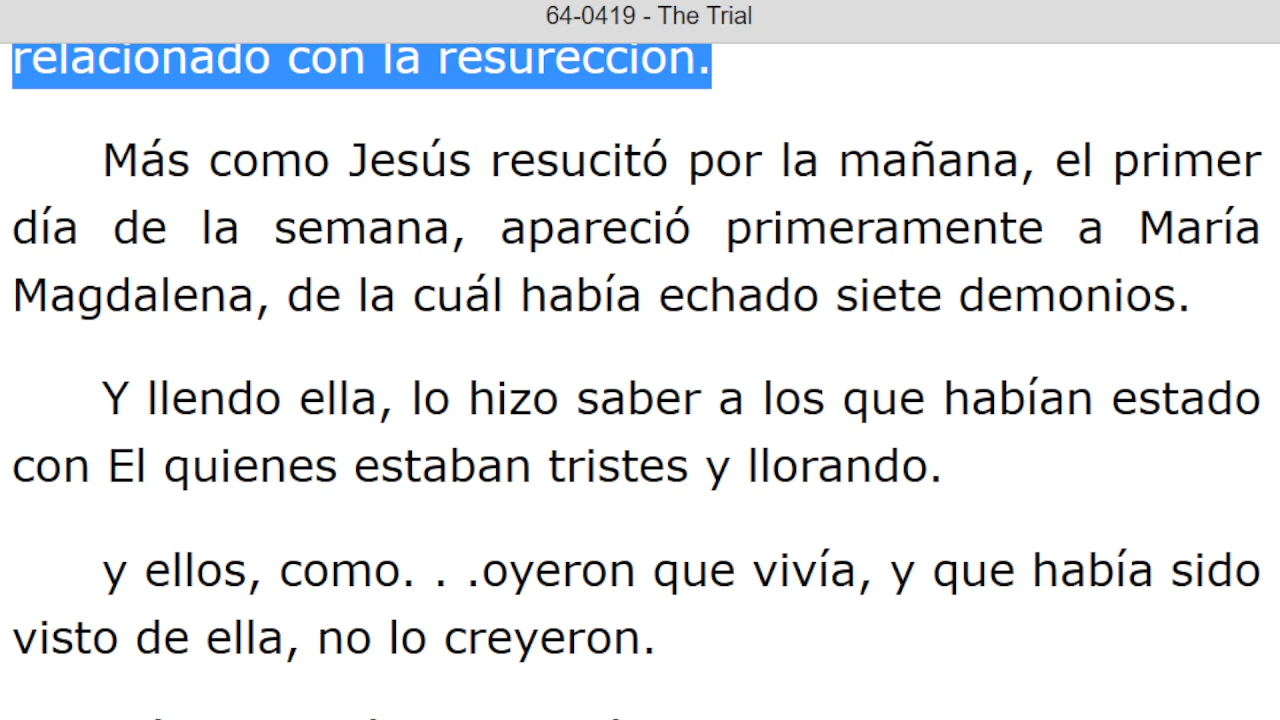 64-0419 - The Trial
relacionado con la resurección.
Más como Jesús resucitó por la mañana, el primer
día de la semana, apareció primeramente a María
Magdalena, de la cuál había echado siete demonios.
Y llendo ella, lo hizo saber a los que habían estado
con El quienes estaban tristes y llorando.
y ellos, como. . .oyeron que vivía, y que había sido
visto de ella, no lo creyeron.